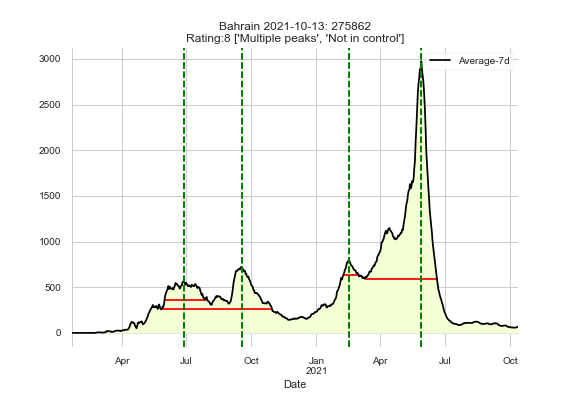 Bahrain 2021-10-13: 275862
Rating:8 ['Multiple peaks', 'Not in control']
Average-7d
3000
2500
2000
1500
1000
500
0
Apr
Jul
Oct
Jan
2021
Apr
Jul
Oct
Date